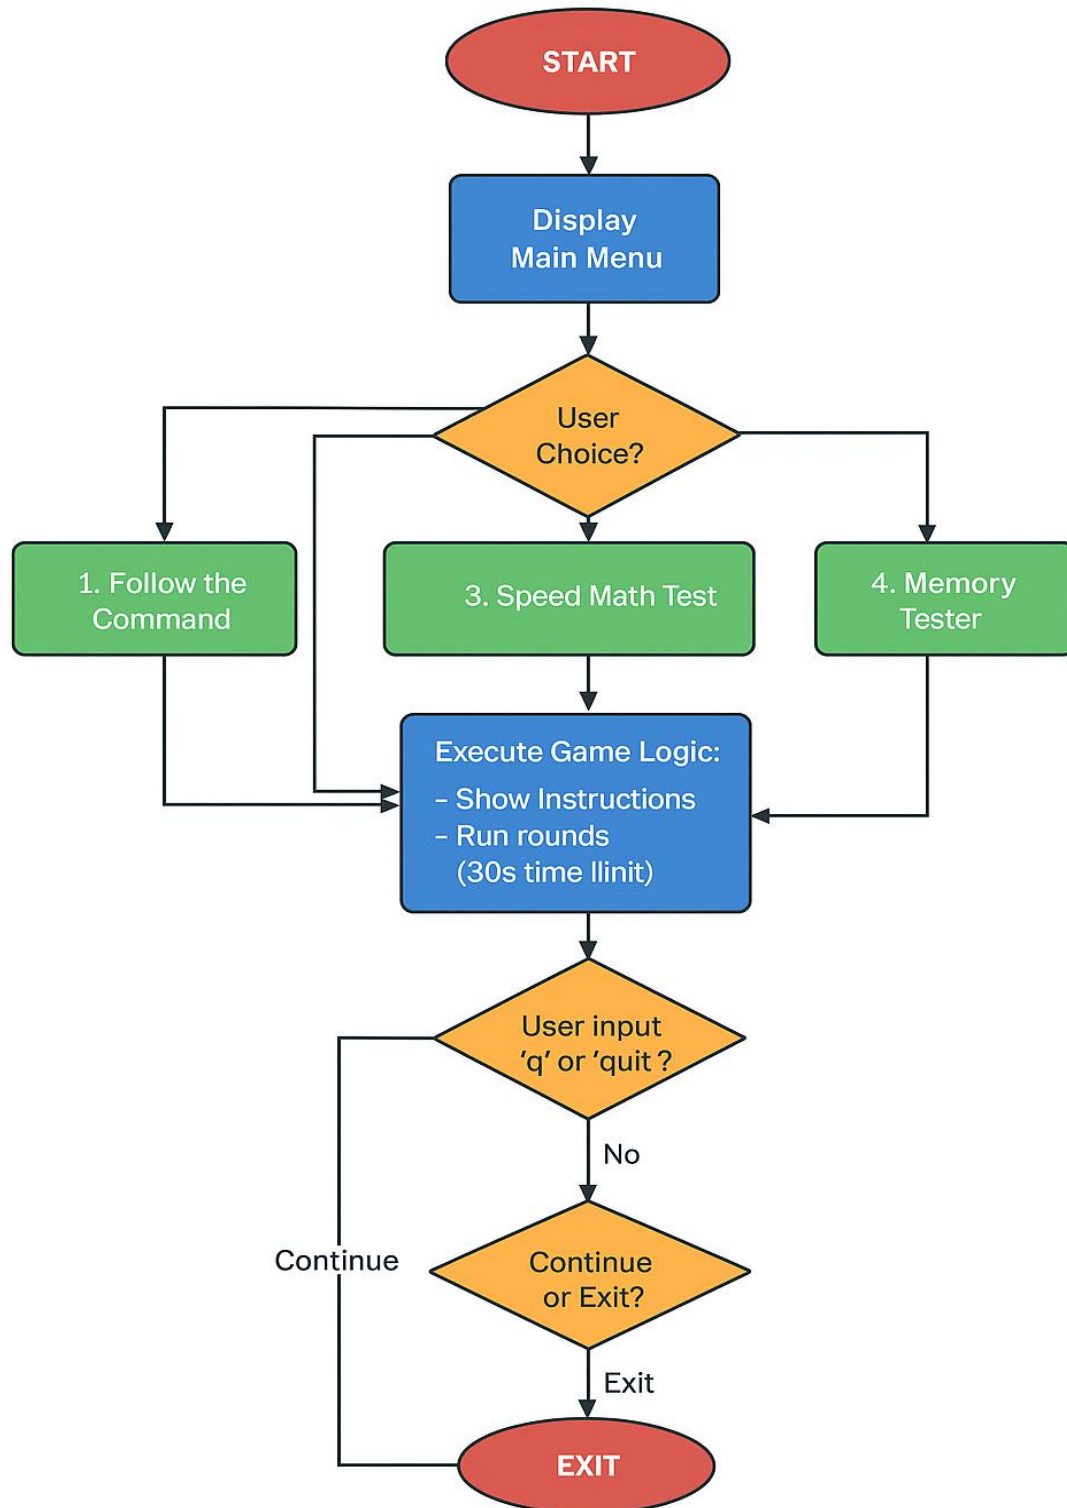 START
Display
Main Menu
User
Choice?
1. Follow the
Command
3. Speed Math Test
4. Memory
Tester
Execute Game Logic:
– Show Instructions
– Run rounds
(30s time llinit)
User input
'q' or 'quit ?
No
Continue
Continue
or Exit?
Exit
EXIT